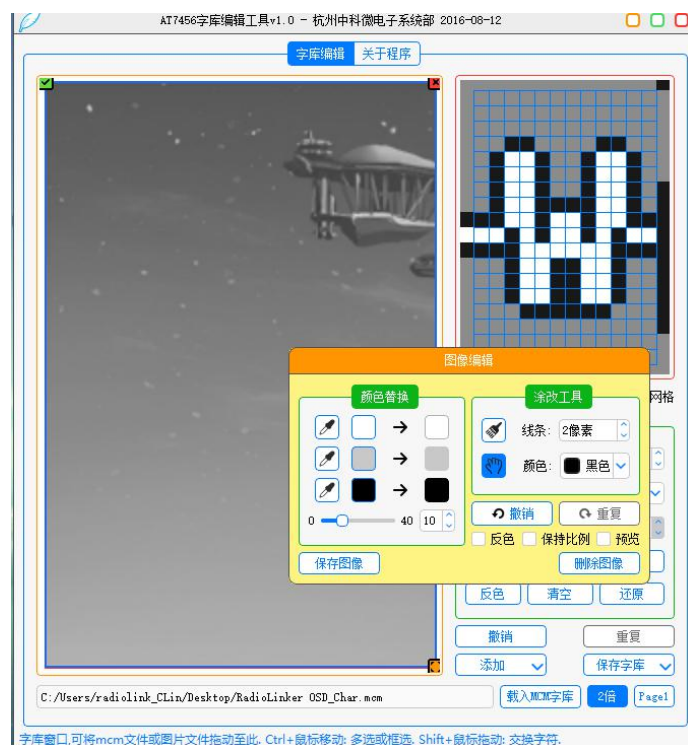 AT7456字库编辑工具v1.0 - 杭州中科微电子系统部 2016-08-12
字库编辑 关于程序
图像编辑
颜色替换
涂改工具
网格
线条: 2像素
颜色: 黑色
0 40 10
撤销 重复
反色 保持比例 预览
保存图像 删除图像
反色 清空 还原
撤销 重复
添加 保存字库
C:/Users/radiolink_CLin/Desktop/RadioLinker OSD_Char.mcm 载入MCM字库 2倍 Page1
字库窗口,可将mcm文件或图片文件拖动至此. Ctrl+鼠标移动: 多选或框选. Shift+鼠标拖动: 交换字符.